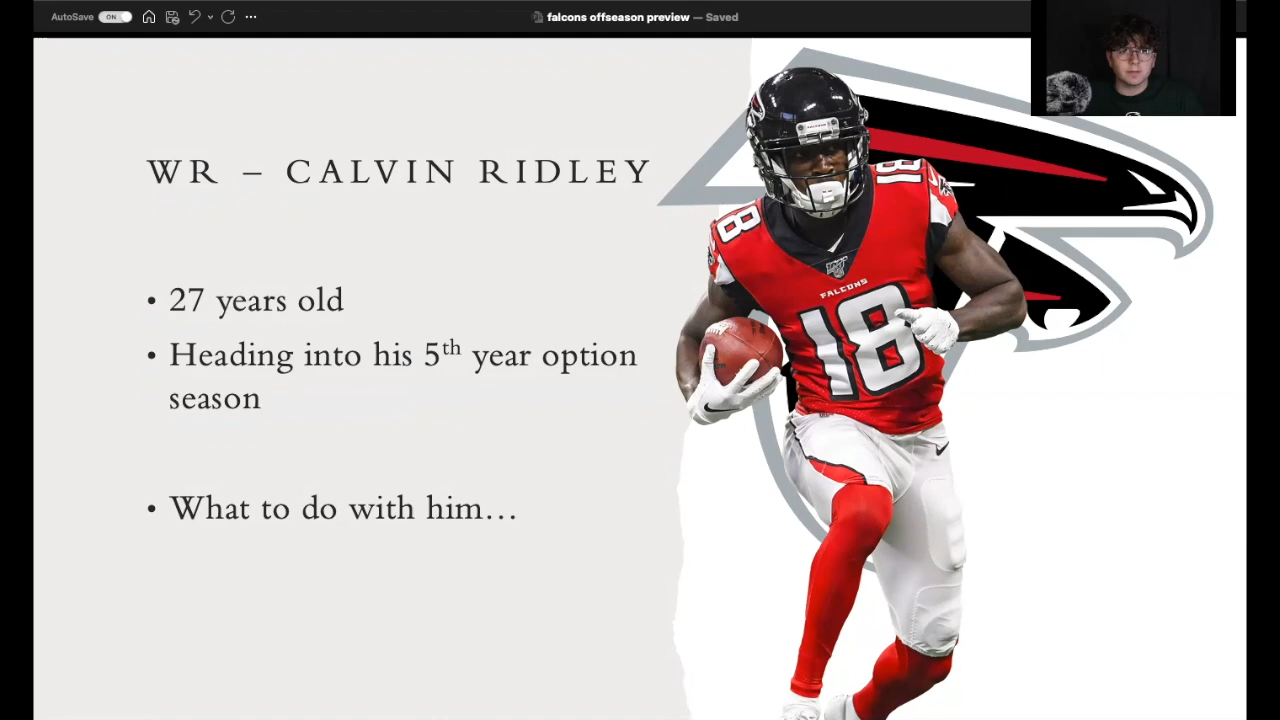 AutoSave ON falcons offseason preview — Saved
WR – CALVIN RIDLEY
• 27 years old
• Heading into his 5th year option
season
• What to do with him…
18
18
FALCONS
18